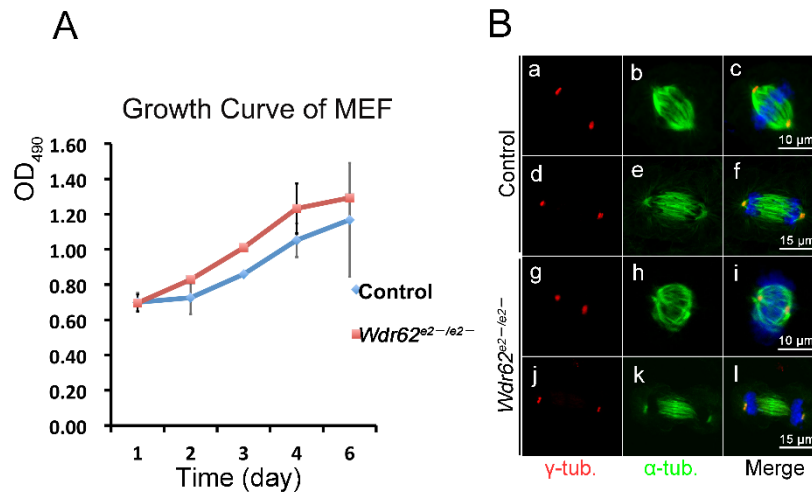 A
Growth Curve of MEF
OD490
1.60
1.40
1.20
1.00
0.80
0.60
0.40
0.20
0.00
1
2
3
4
6
Time (day)
Control
Wdr62e2−/e2−
B
Control
Wdr62e2−/e2−
a
b
c
10 µm
d
e
f
15 µm
g
h
i
10 µm
j
k
l
15 µm
γ-tub.
α-tub.
Merge